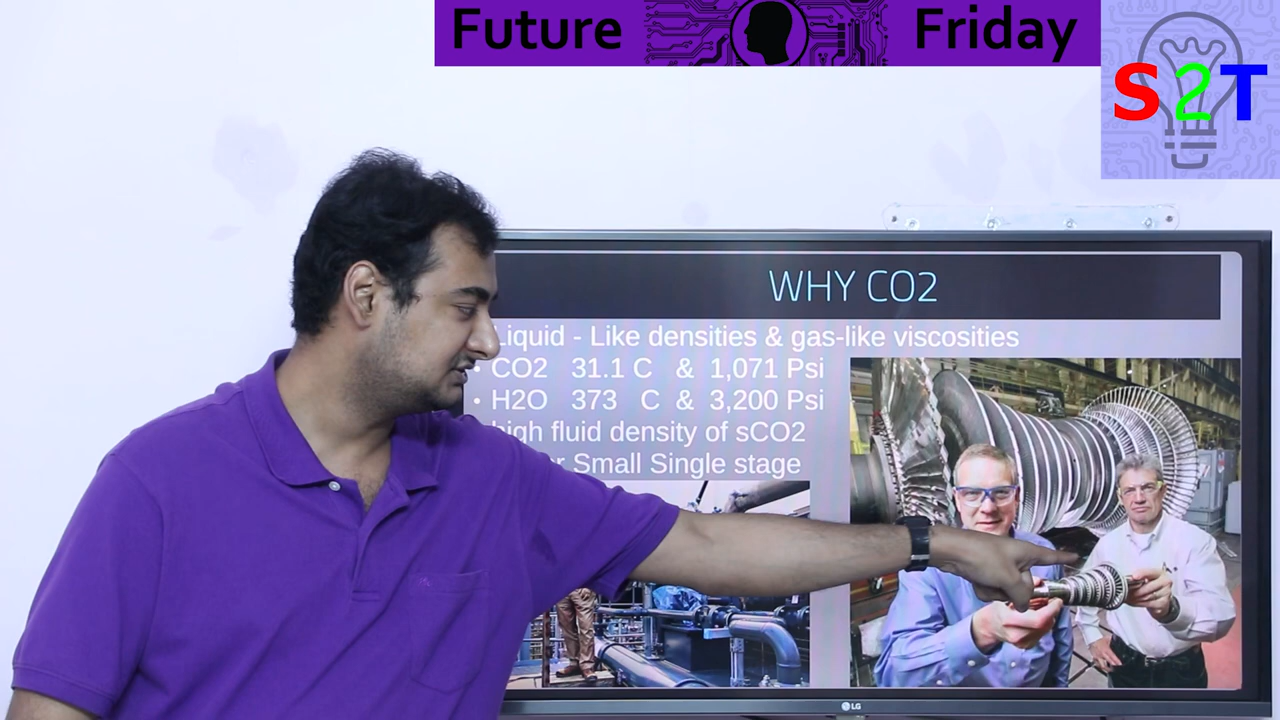 Future Friday
S2T
WHY CO2
Liquid - Like densities & gas-like viscosities
• CO2 31.1 C & 1,071 Psi
• H2O 373 C & 3,200 Psi
high fluid density of sCO2
Small Single stage
LG